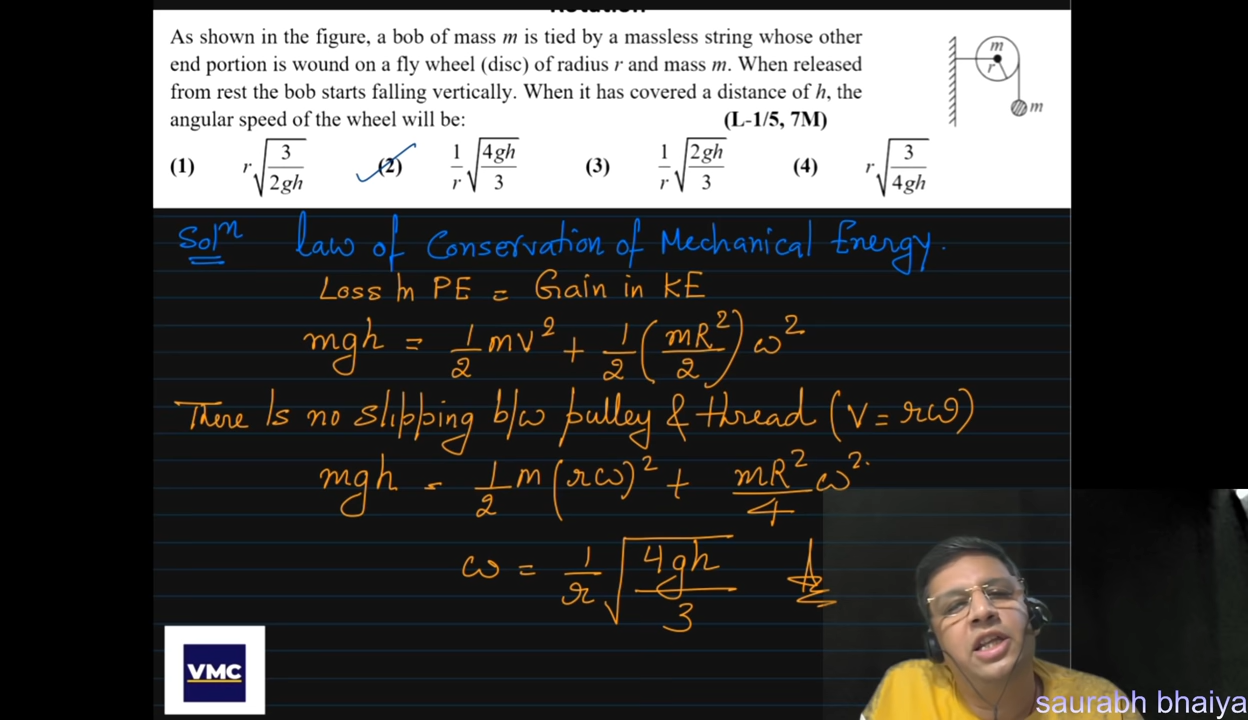 Rotation
As shown in the figure, a bob of mass m is tied by a massless string whose other
end portion is wound on a fly wheel (disc) of radius r and mass m. When released
from rest the bob starts falling vertically. When it has covered a distance of h, the
angular speed of the wheel will be: (L-1/5, 7M)
m
r
m
(1) r√(3/2gh) (2) 1/r √(4gh/3) (3) 1/r √(2gh/3) (4) r√(3/4gh)
Solⁿ Law of Conservation of Mechanical Energy.
Loss In PE = Gain in KE
mgh = 1/2 mv² + 1/2 (mR²/2) ω²
There Is no slipping b/w pulley & thread (V = rω)
mgh = 1/2 m(rω)² + mR²/4 ω²
ω = 1/r √(4gh/3)
VMC
saurabh bhaiya